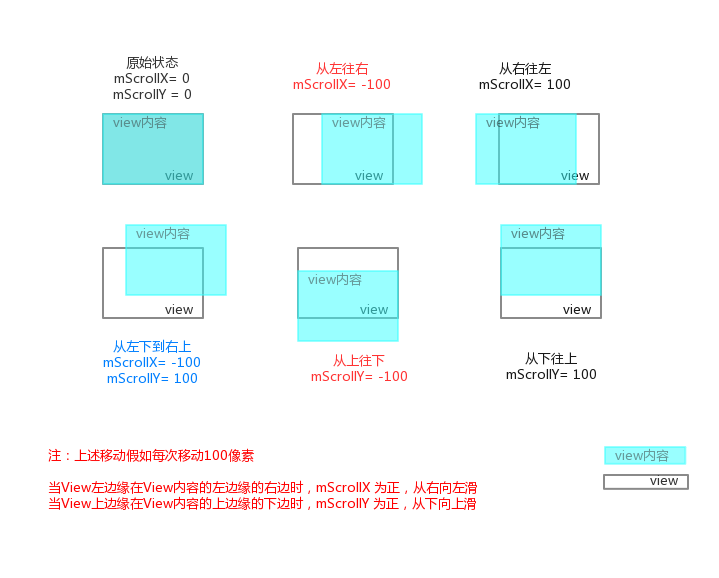 原始状态
mScrollX= 0
mScrollY = 0
从左往右
mScrollX= -100
从右往左
mScrollX= 100
view内容
view
view内容
view
view内容
view
view内容
view
view内容
view
view内容
view
从左下到右上
mScrollX= -100
mScrollY= 100
从上往下
mScrollY= -100
从下往上
mScrollY= 100
注：上述移动假如每次移动100像素
view内容
view
当View左边缘在View内容的左边缘的右边时，mScrollX 为正，从右向左滑
当View上边缘在View内容的上边缘的下边时，mScrollY 为正，从下向上滑